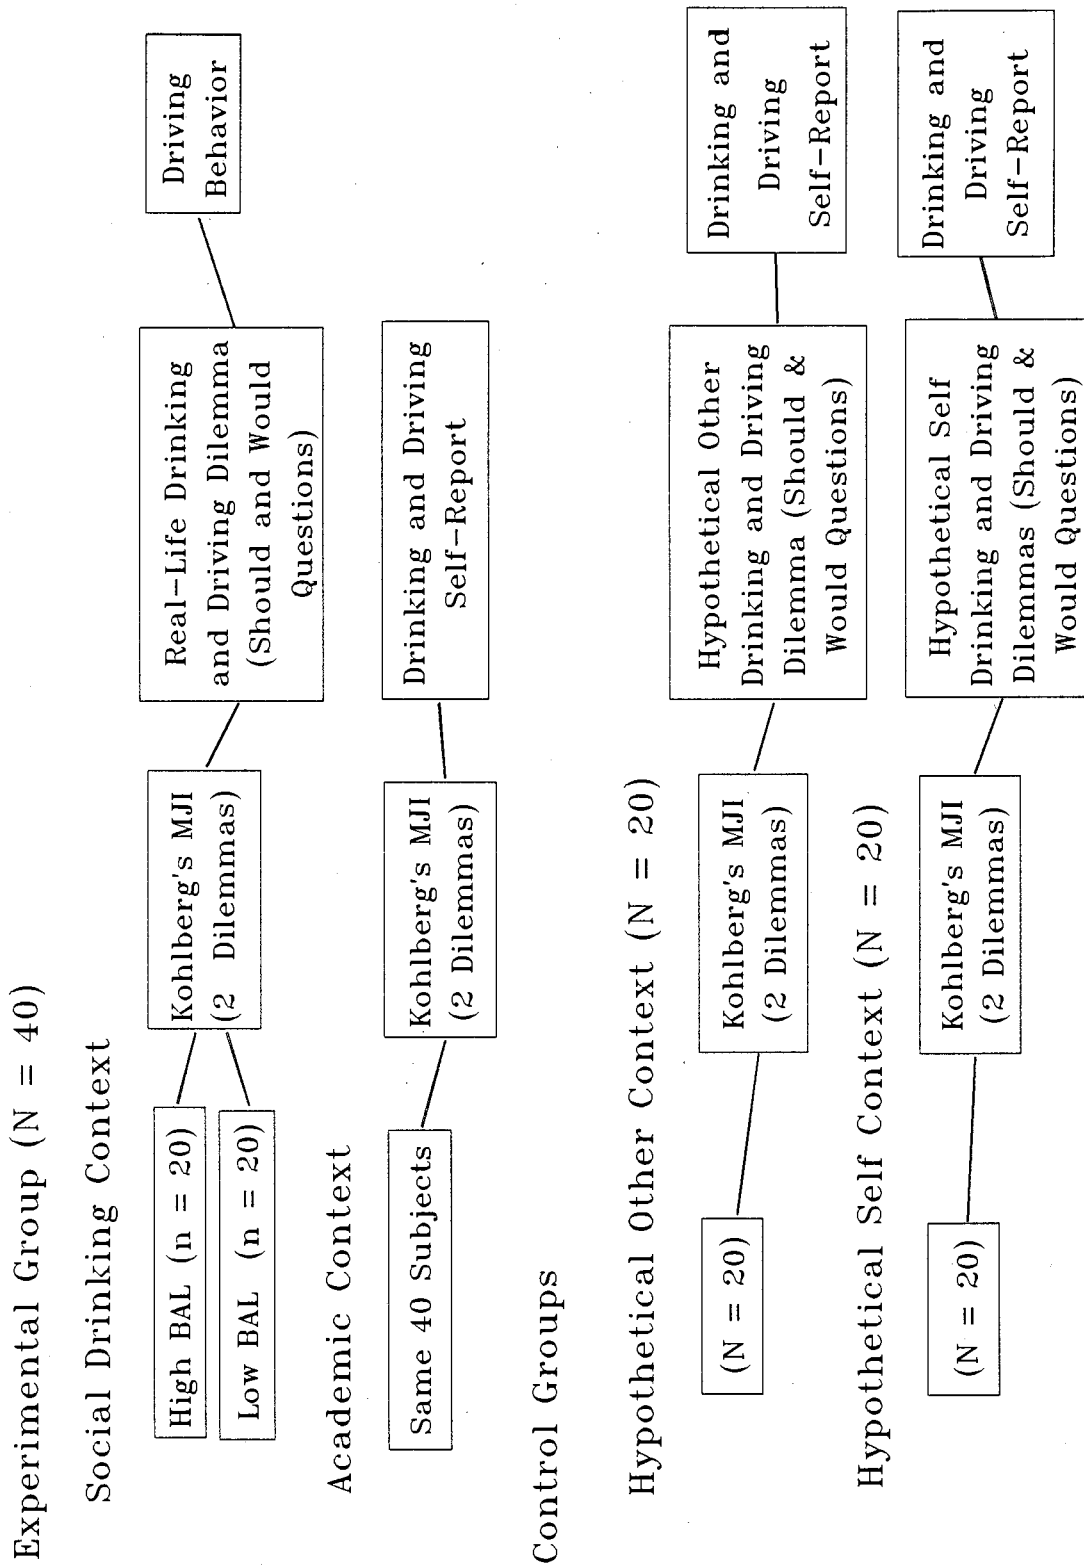 Experimental Group (N = 40)
Social Drinking Context
High BAL (n = 20)
Low BAL (n = 20)
Kohlberg's MJI
(2 Dilemmas)
Real-Life Drinking
and Driving Dilemma
(Should and Would
Questions)
Driving
Behavior
Academic Context
Same 40 Subjects
Kohlberg's MJI
(2 Dilemmas)
Drinking and Driving
Self-Report
Control Groups
Hypothetical Other Context (N = 20)
(N = 20)
Kohlberg's MJI
(2 Dilemmas)
Hypothetical Other
Drinking and Driving
Dilemma (Should &
Would Questions)
Drinking and
Driving
Self-Report
Hypothetical Self Context (N = 20)
(N = 20)
Kohlberg's MJI
(2 Dilemmas)
Hypothetical Self
Drinking and Driving
Dilemmas (Should &
Would Questions)
Drinking and
Driving
Self-Report